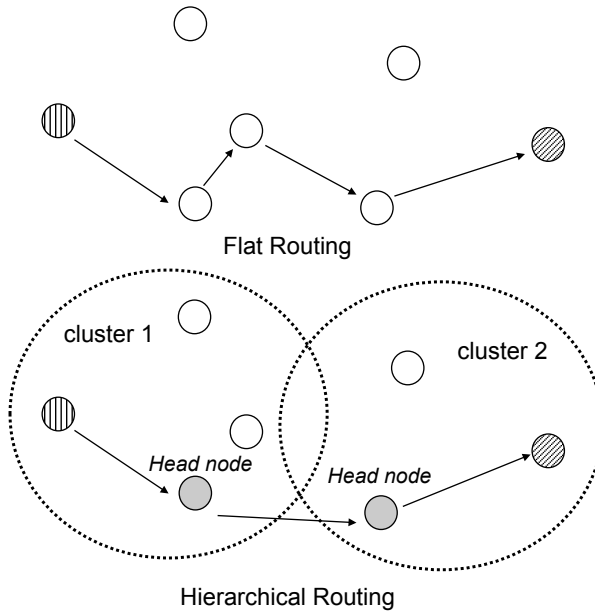 Flat Routing
cluster 1
cluster 2
Head node
Head node
Hierarchical Routing